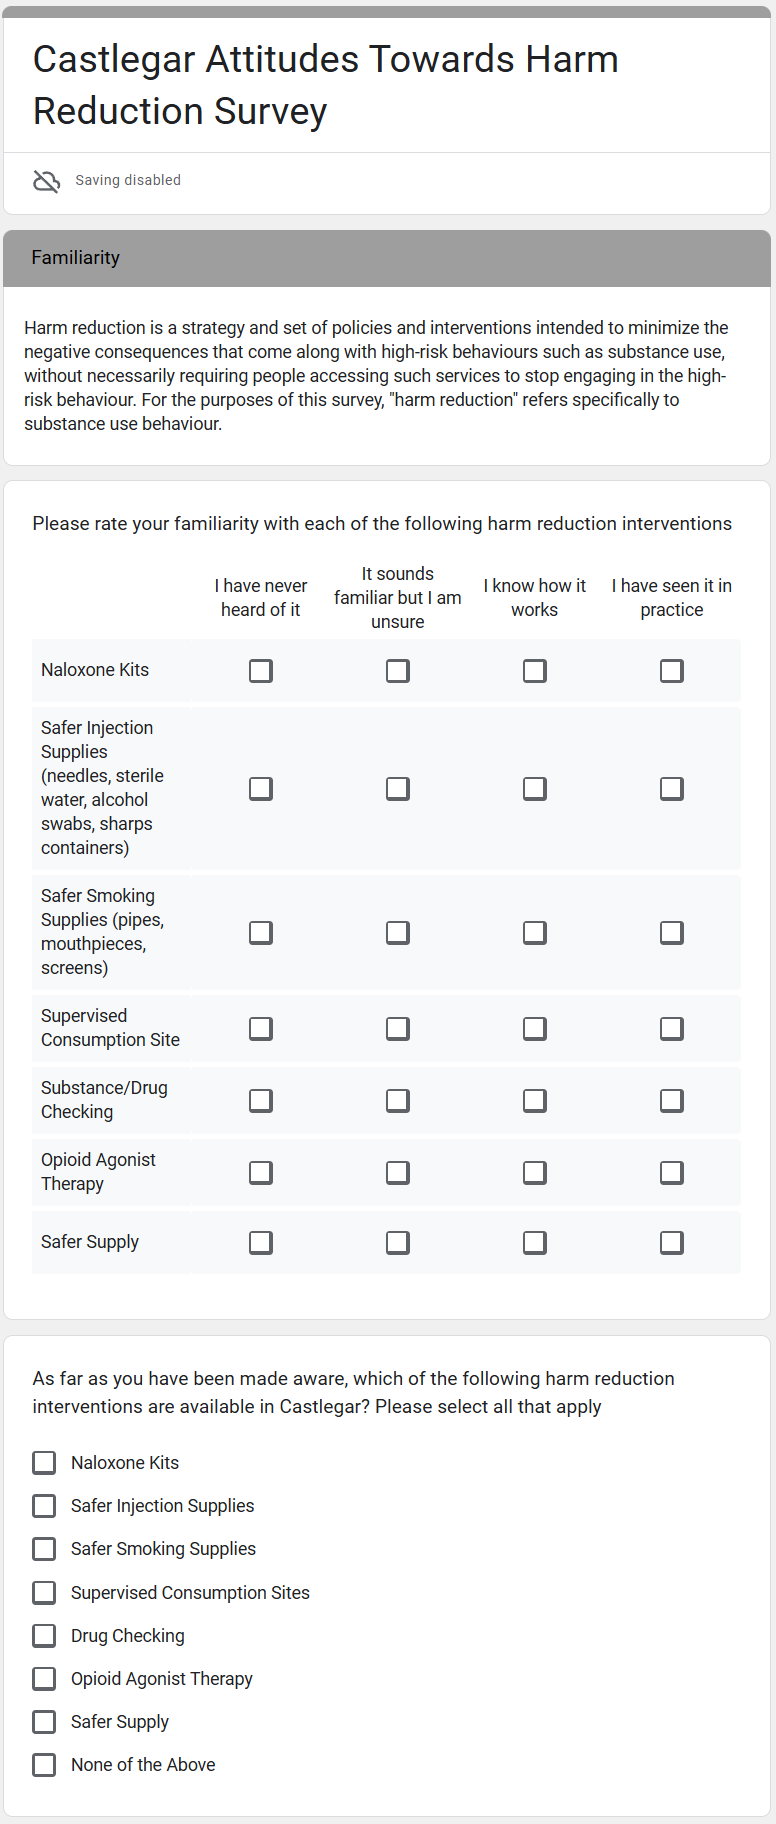 Castlegar Attitudes Towards Harm
Reduction Survey
Saving disabled
Familiarity
Harm reduction is a strategy and set of policies and interventions intended to minimize the
negative consequences that come along with high-risk behaviours such as substance use,
without necessarily requiring people accessing such services to stop engaging in the high-
risk behaviour. For the purposes of this survey, "harm reduction" refers specifically to
substance use behaviour.
Please rate your familiarity with each of the following harm reduction interventions
I have never
heard of it
It sounds
familiar but I am
unsure
I know how it
works
I have seen it in
practice
Naloxone Kits
Safer Injection
Supplies
(needles, sterile
water, alcohol
swabs, sharps
containers)
Safer Smoking
Supplies (pipes,
mouthpieces,
screens)
Supervised
Consumption Site
Substance/Drug
Checking
Opioid Agonist
Therapy
Safer Supply
As far as you have been made aware, which of the following harm reduction
interventions are available in Castlegar? Please select all that apply
Naloxone Kits
Safer Injection Supplies
Safer Smoking Supplies
Supervised Consumption Sites
Drug Checking
Opioid Agonist Therapy
Safer Supply
None of the Above